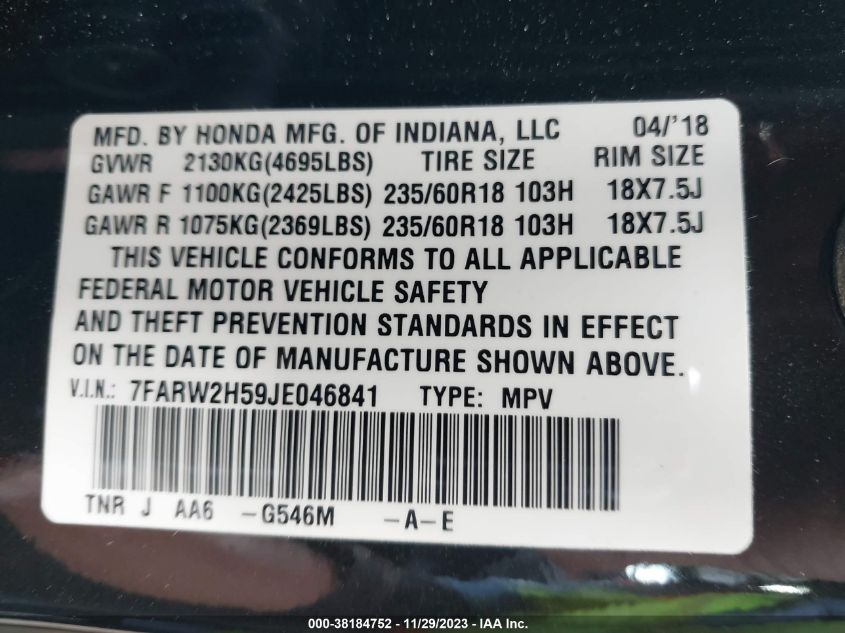 MFD. BY HONDA MFG. OF INDIANA, LLC 04/'18
GVWR 2130KG(4695LBS) TIRE SIZE RIM SIZE
GAWR F 1100KG(2425LBS) 235/60R18 103H 18X7.5J
GAWR R 1075KG(2369LBS) 235/60R18 103H 18X7.5J
THIS VEHICLE CONFORMS TO ALL APPLICABLE
FEDERAL MOTOR VEHICLE SAFETY
AND THEFT PREVENTION STANDARDS IN EFFECT
ON THE DATE OF MANUFACTURE SHOWN ABOVE.
V.I.N.: 7FARW2H59JE046841 TYPE: MPV
TNR J AA6 -G546M -A-E
000-38184752 - 11/29/2023 - IAA Inc.